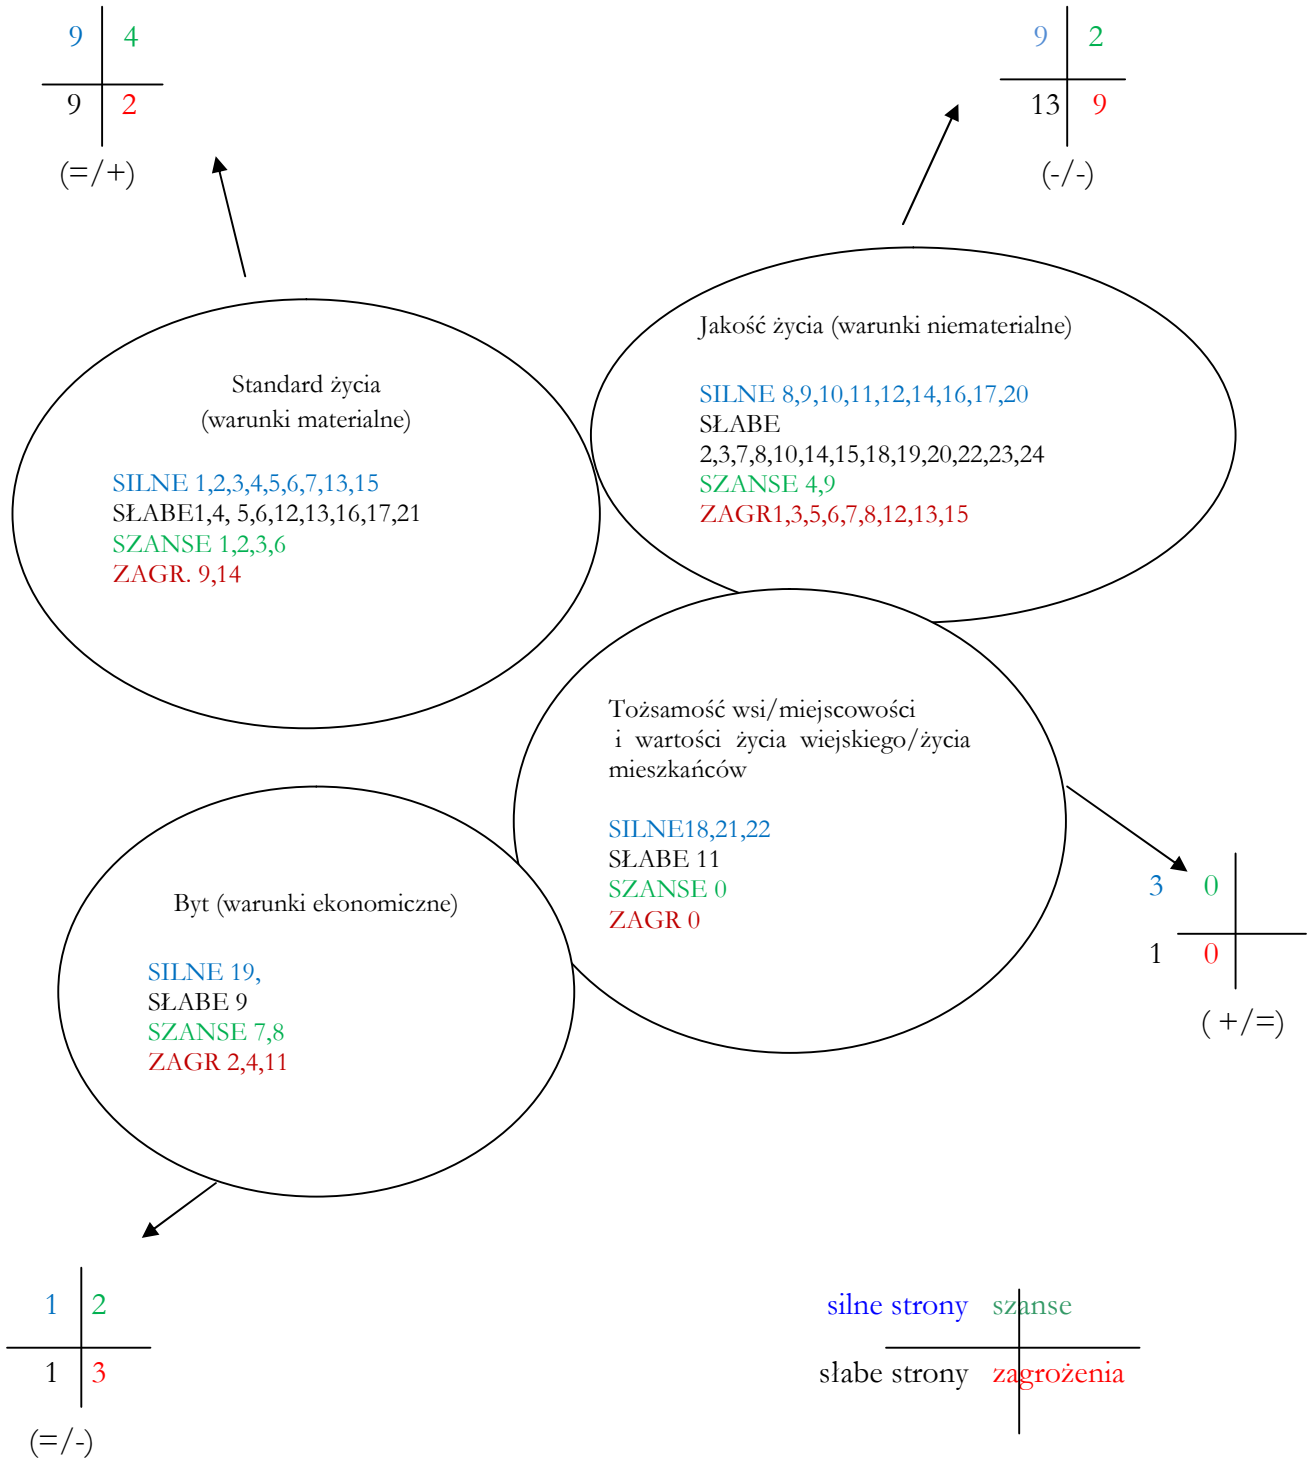 9 4
9 2
(=/+)
9 2
13 9
(-/-)
Standard życia
(warunki materialne)
SILNE 1,2,3,4,5,6,7,13,15
SŁABE1,4, 5,6,12,13,16,17,21
SZANSE 1,2,3,6
ZAGR. 9,14
Jakość życia (warunki niematerialne)
SILNE 8,9,10,11,12,14,16,17,20
SŁABE
2,3,7,8,10,14,15,18,19,20,22,23,24
SZANSE 4,9
ZAGR1,3,5,6,7,8,12,13,15
Tożsamość wsi/miejscowości
i wartości życia wiejskiego/życia
mieszkańców
SILNE18,21,22
SŁABE 11
SZANSE 0
ZAGR 0
3 0
1 0
( +/=)
Byt (warunki ekonomiczne)
SILNE 19,
SŁABE 9
SZANSE 7,8
ZAGR 2,4,11
1 2
1 3
(=/-)
silne strony szanse
słabe strony zagrożenia